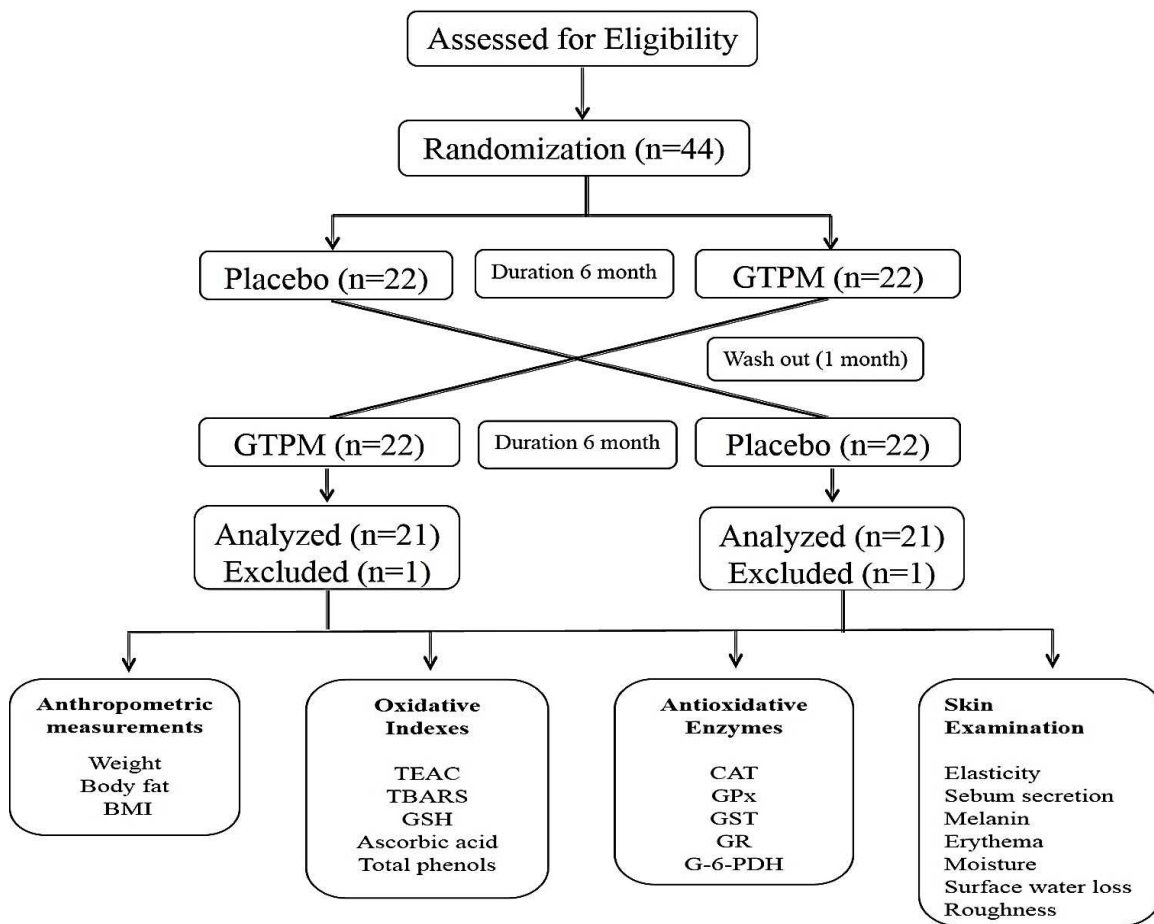 Assessed for Eligibility
Randomization (n=44)
Placebo (n=22)
Duration 6 month
GTPM (n=22)
Wash out (1 month)
GTPM (n=22)
Duration 6 month
Placebo (n=22)
Analyzed (n=21)
Excluded (n=1)
Analyzed (n=21)
Excluded (n=1)
Anthropometric
measurements
Weight
Body fat
BMI
Oxidative
Indexes
TEAC
TBARS
GSH
Ascorbic acid
Total phenols
Antioxidative
Enzymes
CAT
GPx
GST
GR
G-6-PDH
Skin
Examination
Elasticity
Sebum secretion
Melanin
Erythema
Moisture
Surface water loss
Roughness